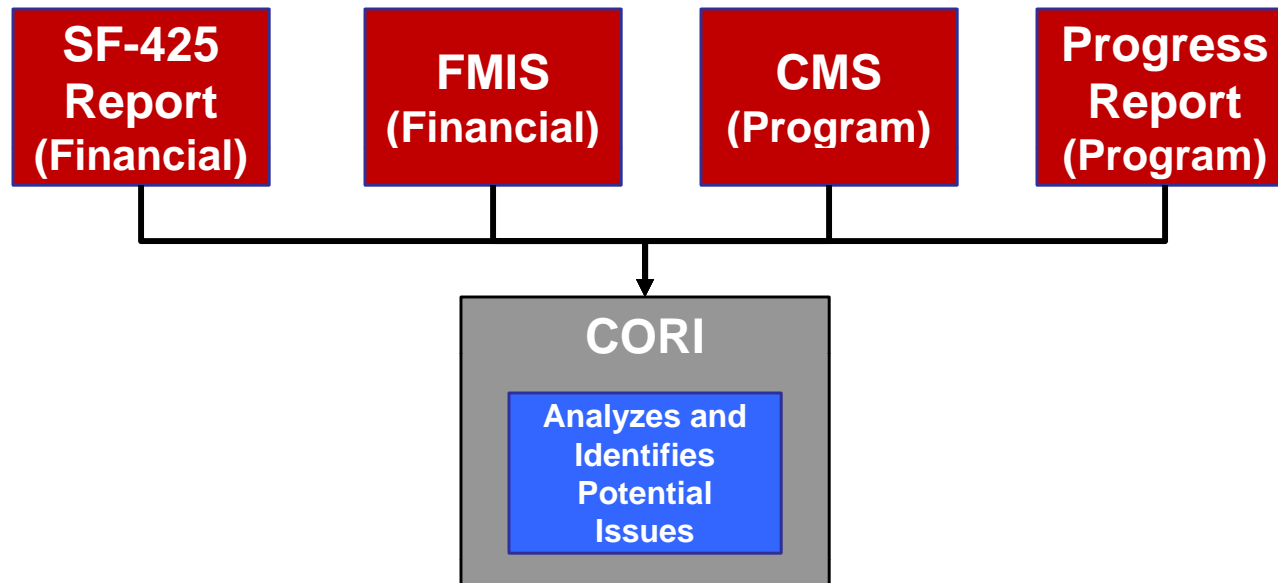 SF-425
Report
(Financial)
FMIS
(Financial)
CMS
(Program)
Progress
Report
(Program)
CORI
Analyzes and
Identifies
Potential
Issues